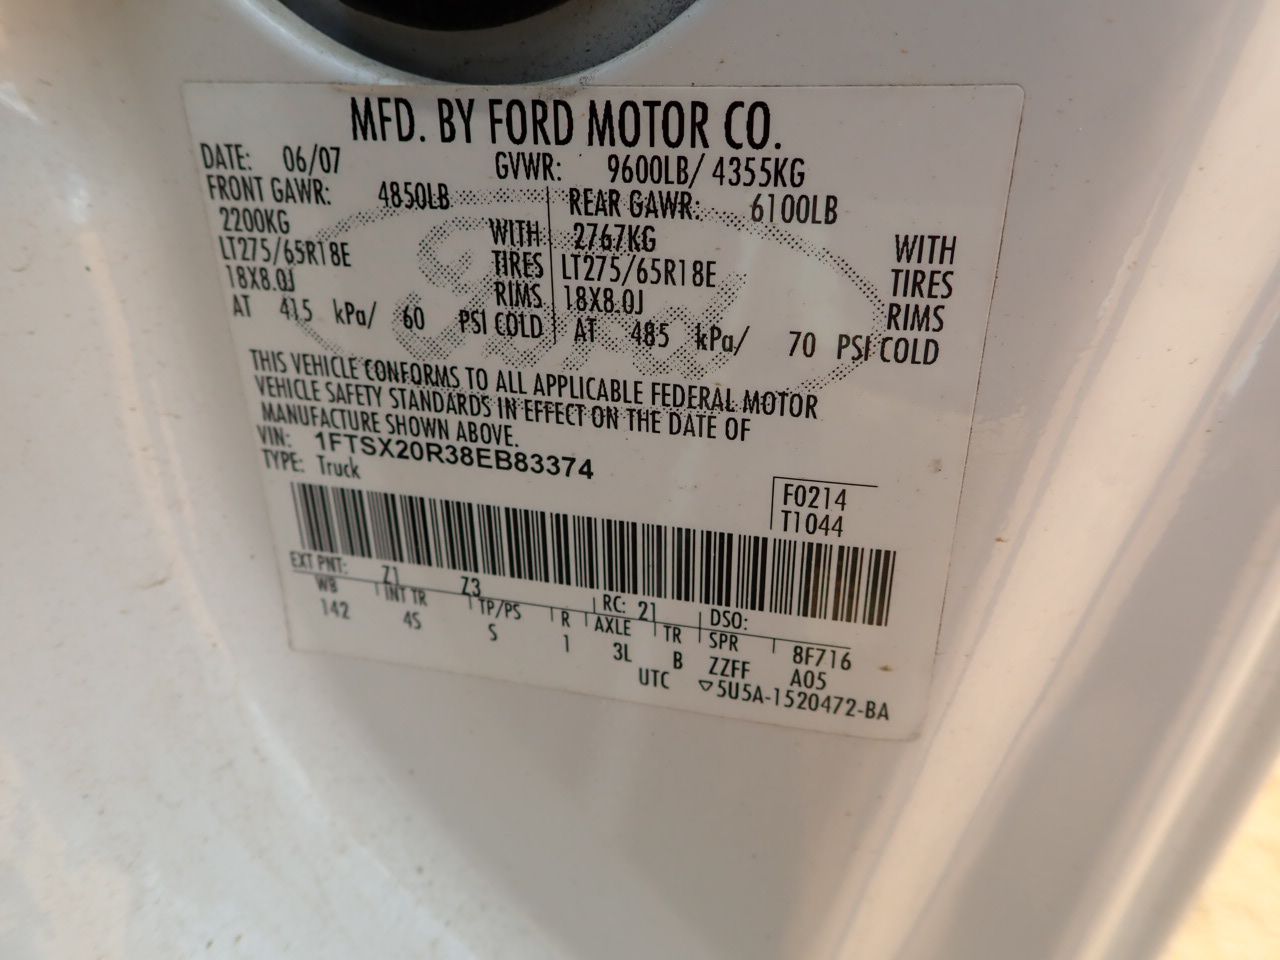 MFD. BY FORD MOTOR CO.
DATE: 06/07 GVWR: 9600LB/ 4355KG
FRONT GAWR: 4850LB REAR GAWR: 6100LB
2200KG WITH 2767KG WITH
LT275/65R18E TIRES LT275/65R18E TIRES
18X8.0J RIMS 18X8.0J RIMS
AT 415 kPa/ 60 PSI COLD AT 485 kPa/ 70 PSI COLD
THIS VEHICLE CONFORMS TO ALL APPLICABLE FEDERAL MOTOR
VEHICLE SAFETY STANDARDS IN EFFECT ON THE DATE OF
MANUFACTURE SHOWN ABOVE.
VIN: 1FTSX20R38EB83374
TYPE: Truck
F0214
T1044
EXT PNT: Z1 Z3 RC: 21 DSO:
WB INT TR TP/PS R AXLE TR SPR 8F716
142 4S S 1 3L B ZZFF A05
UTC ▽5U5A-1520472-BA